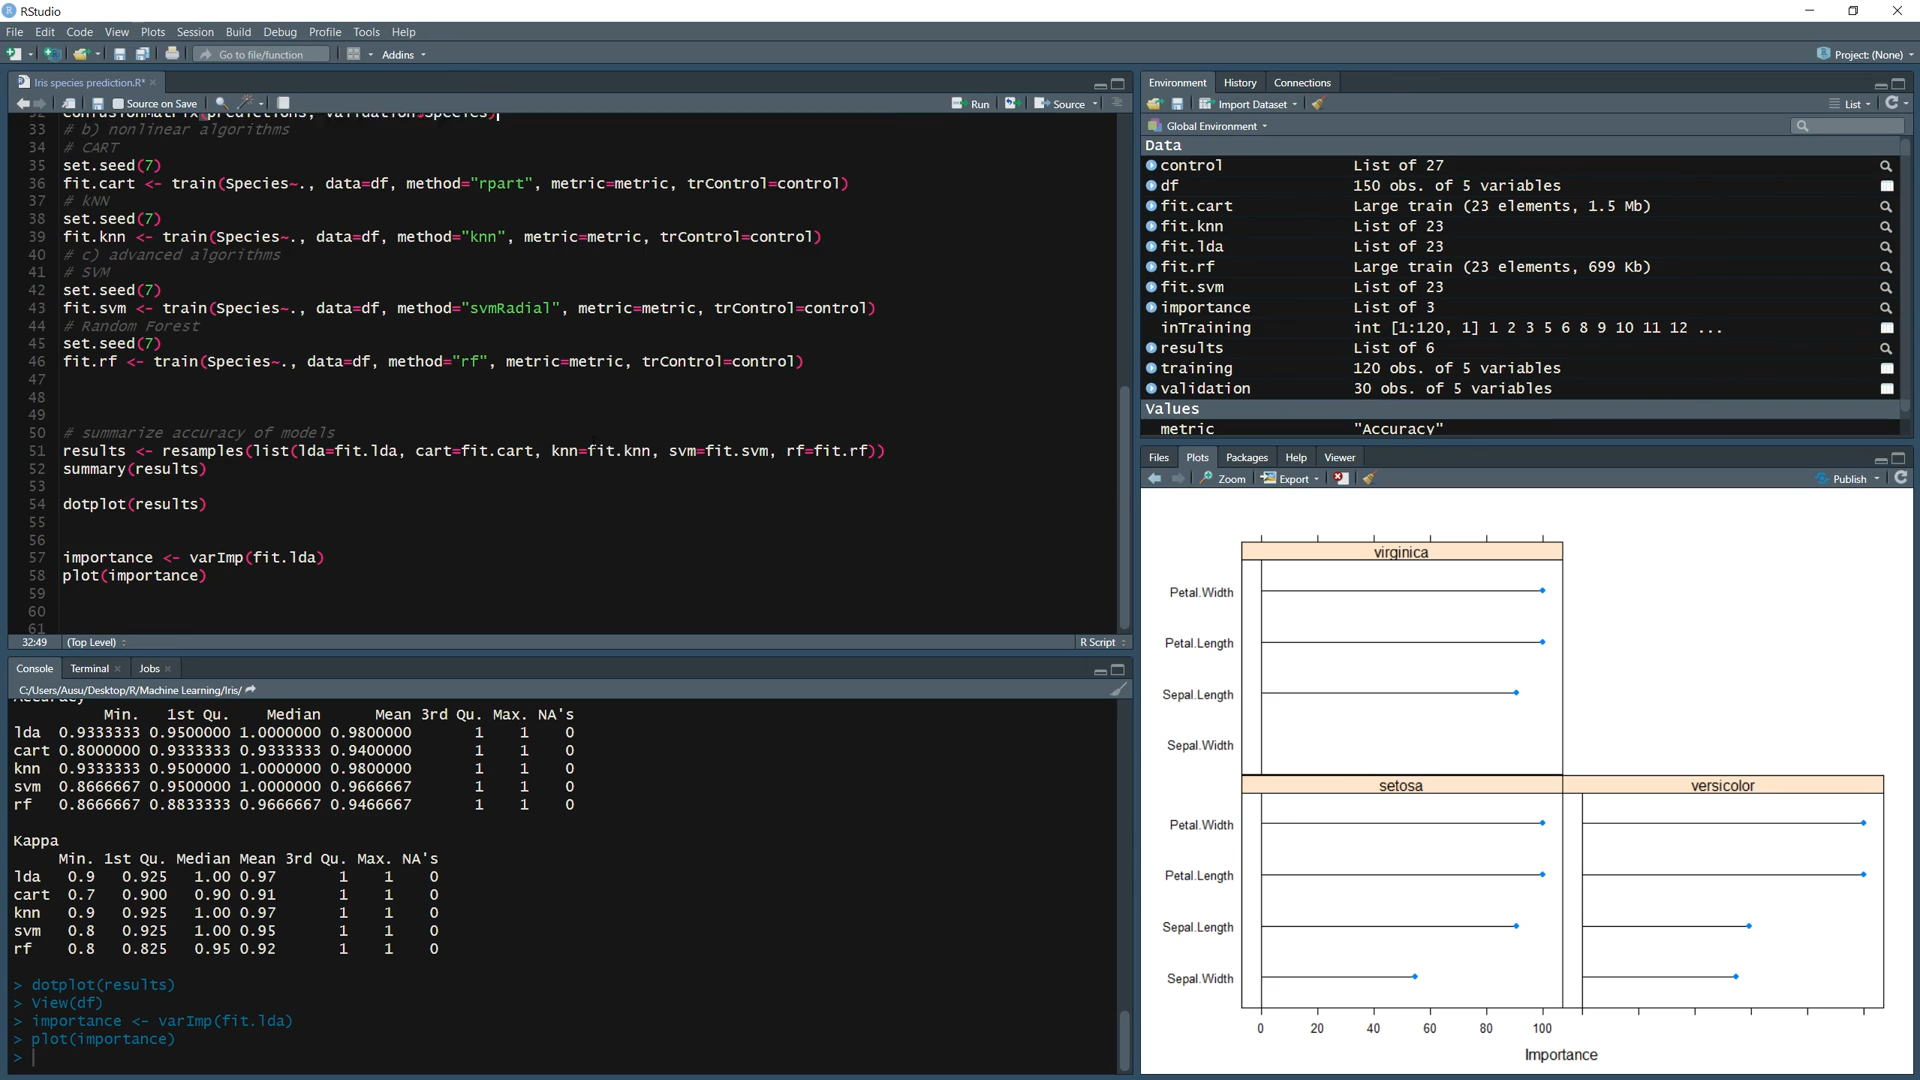 RStudio
File Edit Code View Plots Session Build Debug Profile Tools Help
Go to file/function Addins Project: (None)
Iris species prediction.R*
Source on Save Run Source
32 confusionMatrix(predictions, validation$Species)
33 # b) nonlinear algorithms
34 # CART
35 set.seed(7)
36 fit.cart <- train(Species~., data=df, method="rpart", metric=metric, trControl=control)
37 # kNN
38 set.seed(7)
39 fit.knn <- train(Species~., data=df, method="knn", metric=metric, trControl=control)
40 # c) advanced algorithms
41 # SVM
42 set.seed(7)
43 fit.svm <- train(Species~., data=df, method="svmRadial", metric=metric, trControl=control)
44 # Random Forest
45 set.seed(7)
46 fit.rf <- train(Species~., data=df, method="rf", metric=metric, trControl=control)
47
48
49
50 # summarize accuracy of models
51 results <- resamples(list(lda=fit.lda, cart=fit.cart, knn=fit.knn, svm=fit.svm, rf=fit.rf))
52 summary(results)
53
54 dotplot(results)
55
56
57 importance <- varImp(fit.lda)
58 plot(importance)
59
60
61
32:49 (Top Level) R Script
Console Terminal Jobs
C:/Users/Ausu/Desktop/R/Machine Learning/Iris/
Accuracy
Min. 1st Qu. Median Mean 3rd Qu. Max. NA's
lda 0.9333333 0.9500000 1.0000000 0.9800000 1 1 0
cart 0.8000000 0.9333333 0.9333333 0.9400000 1 1 0
knn 0.9333333 0.9500000 1.0000000 0.9800000 1 1 0
svm 0.8666667 0.9500000 1.0000000 0.9666667 1 1 0
rf 0.8666667 0.8833333 0.9666667 0.9466667 1 1 0
Kappa
Min. 1st Qu. Median Mean 3rd Qu. Max. NA's
lda 0.9 0.925 1.00 0.97 1 1 0
cart 0.7 0.900 0.90 0.91 1 1 0
knn 0.9 0.925 1.00 0.97 1 1 0
svm 0.8 0.925 1.00 0.95 1 1 0
rf 0.8 0.825 0.95 0.92 1 1 0
> dotplot(results)
> View(df)
> importance <- varImp(fit.lda)
> plot(importance)
>
Environment History Connections
Import Dataset List
Global Environment
Data
control List of 27
df 150 obs. of 5 variables
fit.cart Large train (23 elements, 1.5 Mb)
fit.knn List of 23
fit.lda List of 23
fit.rf Large train (23 elements, 699 Kb)
fit.svm List of 23
importance List of 3
inTraining int [1:120, 1] 1 2 3 5 6 8 9 10 11 12 ...
results List of 6
training 120 obs. of 5 variables
validation 30 obs. of 5 variables
Values
metric "Accuracy"
Files Plots Packages Help Viewer
Zoom Export Publish
virginica
Petal.Width
Petal.Length
Sepal.Length
Sepal.Width
setosa versicolor
Petal.Width
Petal.Length
Sepal.Length
Sepal.Width
0 20 40 60 80 100
Importance